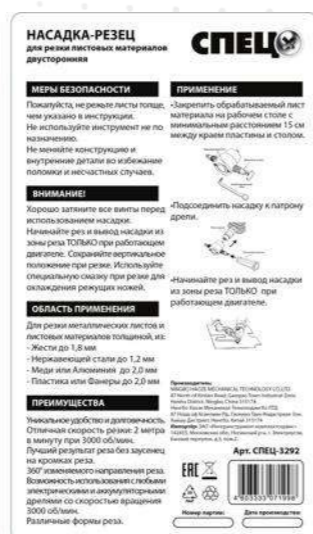 НАСАДКА-РЕЗЕЦ
для резки листовых материалов
двусторонняя
СПЕЦ
МЕРЫ БЕЗОПАСНОСТИ
Пожалуйста, не режьте листы толще,
чем указано в инструкции.
Не используйте инструмент не по
назначению.
Не меняйте конструкцию и
внутренние детали во избежание
поломки и несчастных случаев.
ВНИМАНИЕ!
Хорошо затяните все винты перед
использованием насадки.
Начинайте рез и вывод насадки из
зоны реза ТОЛЬКО при работающем
двигателе. Сохраняйте вертикальное
положение при резке. Используйте
специальную смазку при резке для
охлаждения режущих ножей.
ОБЛАСТЬ ПРИМЕНЕНИЯ
Для резки металлических листов и
листовых материалов толщиной, из:
- Жести до 1,8 мм
- Нержавеющей стали до 1,2 мм
- Меди или Алюминия до 2,0 мм
- Пластика или Фанеры до 2,0 мм
ПРЕИМУЩЕСТВА
Уникальное удобство и долговечность.
Отличная скорость резки: 2 метра
в минуту при 3000 об/мин.
Лучший результат реза без заусенец
на кромках реза.
360° изменяемого направления реза.
Возможность использования с любыми
электрическими и аккумуляторными
дрелями со скоростью вращения
3000 об/мин.
Различные формы реза.
ПРИМЕНЕНИЕ
•Закрепить обрабатываемый лист
материала на рабочем столе с
минимальным расстоянием 15 см
между краем пластины и столом.
•Подсоединить насадку к патрону
дрели.
•Начинайте рез и вывод насадки
из зоны реза ТОЛЬКО при
работающем двигателе.
Производитель:
Арт. СПЕЦ-3292
EAC
4 603333 071998
Номер партии:
Дата производства: